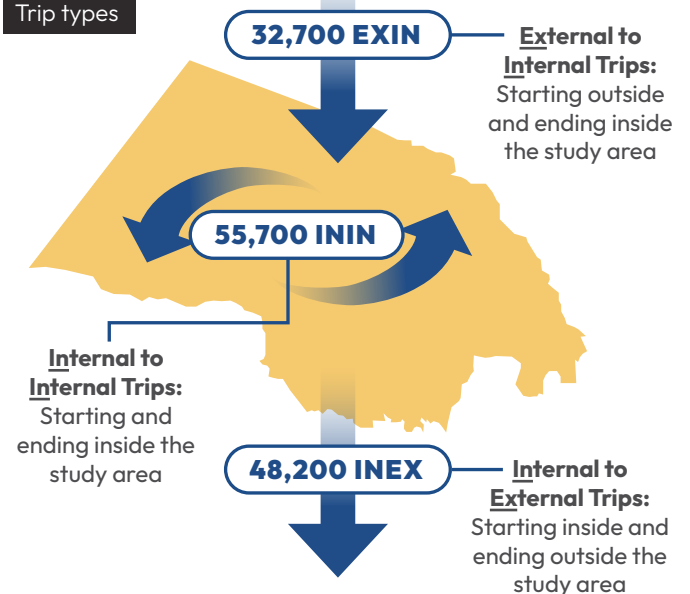 Trip types
32,700 EXIN
External to
Internal Trips:
Starting outside
and ending inside
the study area
55,700 ININ
Internal to
Internal Trips:
Starting and
ending inside the
study area
48,200 INEX
Internal to
External Trips:
Starting inside and
ending outside the
study area